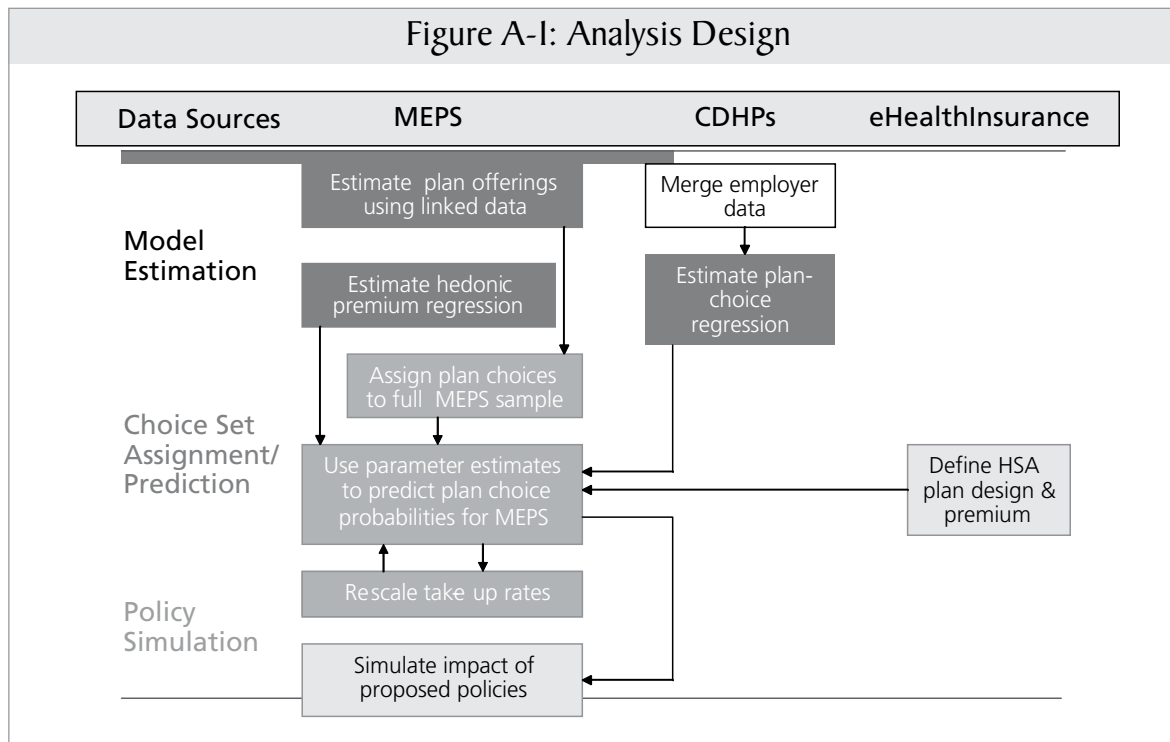 Figure A-I: Analysis Design
Data Sources
MEPS
CDHPs
eHealthInsurance
Estimate plan offerings
using linked data
Merge employer
data
Model
Estimation
Estimate hedonic
premium regression
Estimate plan-
choice
regression
Assign plan choices
to full MEPS sample
Choice Set
Assignment/
Prediction
Use parameter estimates
to predict plan choice
probabilities for MEPS
Define HSA
plan design &
premium
Rescale take-up rates
Policy
Simulation
Simulate impact of
proposed policies